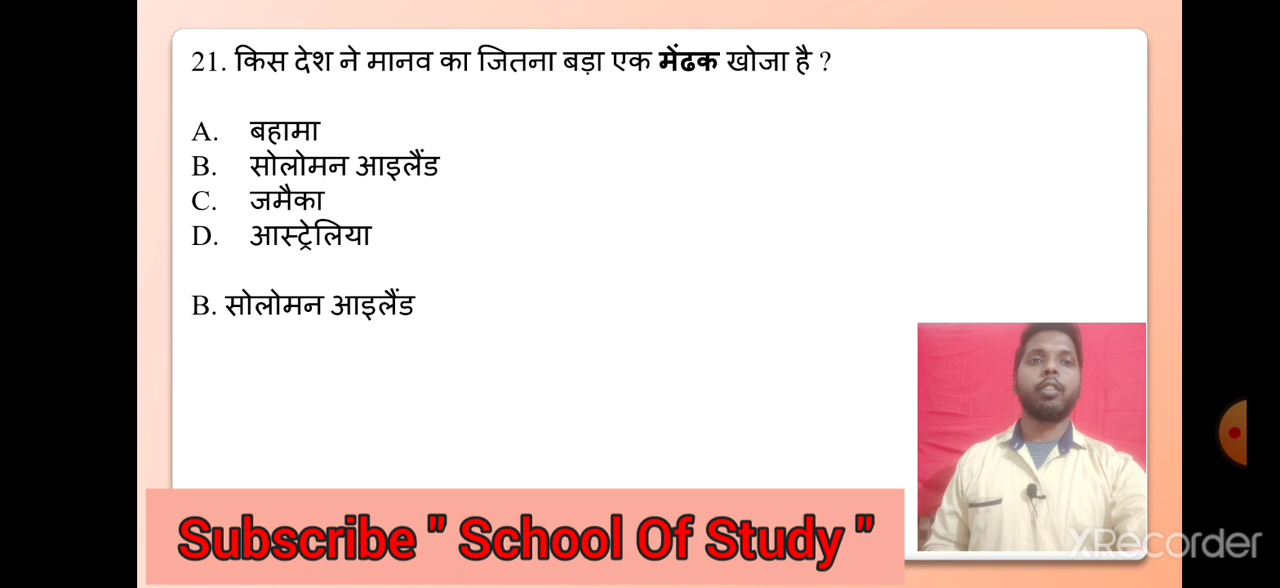 21. किस देश ने मानव का जितना बड़ा एक मेंढक खोजा है ?
A. बहामा
B. सोलोमन आइलैंड
C. जमैका
D. आस्ट्रेलिया
B. सोलोमन आइलैंड
Subscribe " School Of Study "
XRecorder